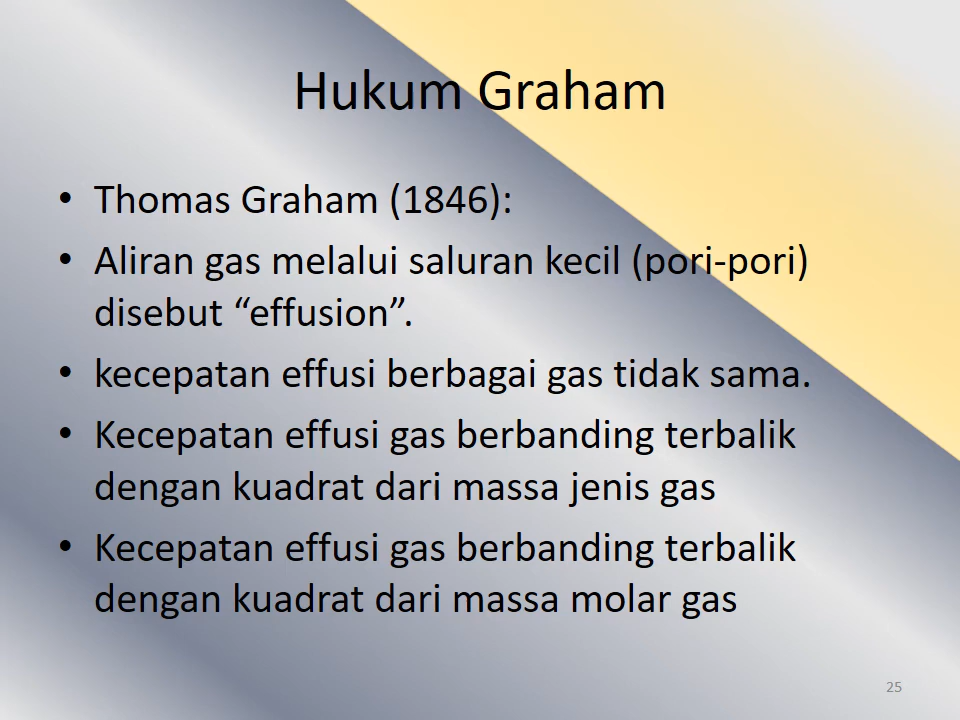 Hukum Graham
• Thomas Graham (1846):
• Aliran gas melalui saluran kecil (pori-pori)
disebut “effusion”.
• kecepatan effusi berbagai gas tidak sama.
• Kecepatan effusi gas berbanding terbalik
dengan kuadrat dari massa jenis gas
• Kecepatan effusi gas berbanding terbalik
dengan kuadrat dari massa molar gas
25